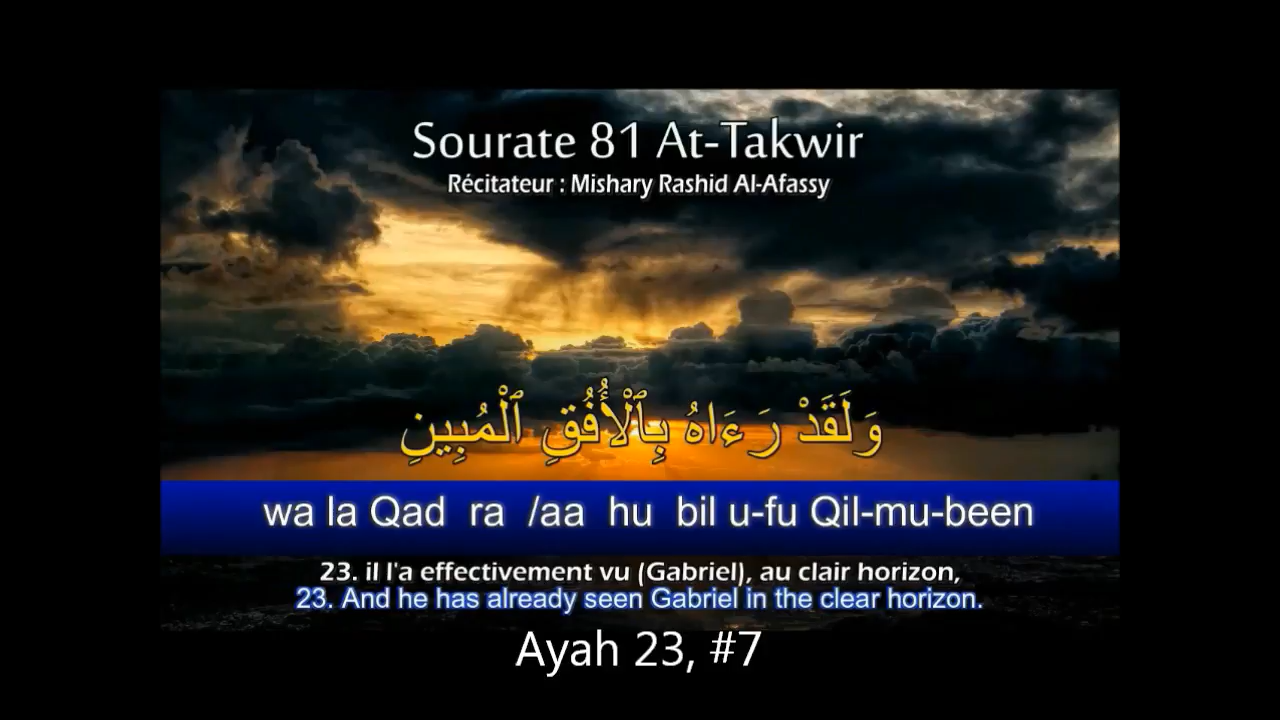 Sourate 81 At-Takwir
Récitateur : Mishary Rashid Al-Afassy
وَلَقَدْ رَءَاهُ بِٱلْأُفُقِ ٱلْمُبِينِ
wa la Qad ra /aa hu bil u-fu Qil-mu-been
23. il l'a effectivement vu (Gabriel), au clair horizon,
23. And he has already seen Gabriel in the clear horizon.
Ayah 23, #7